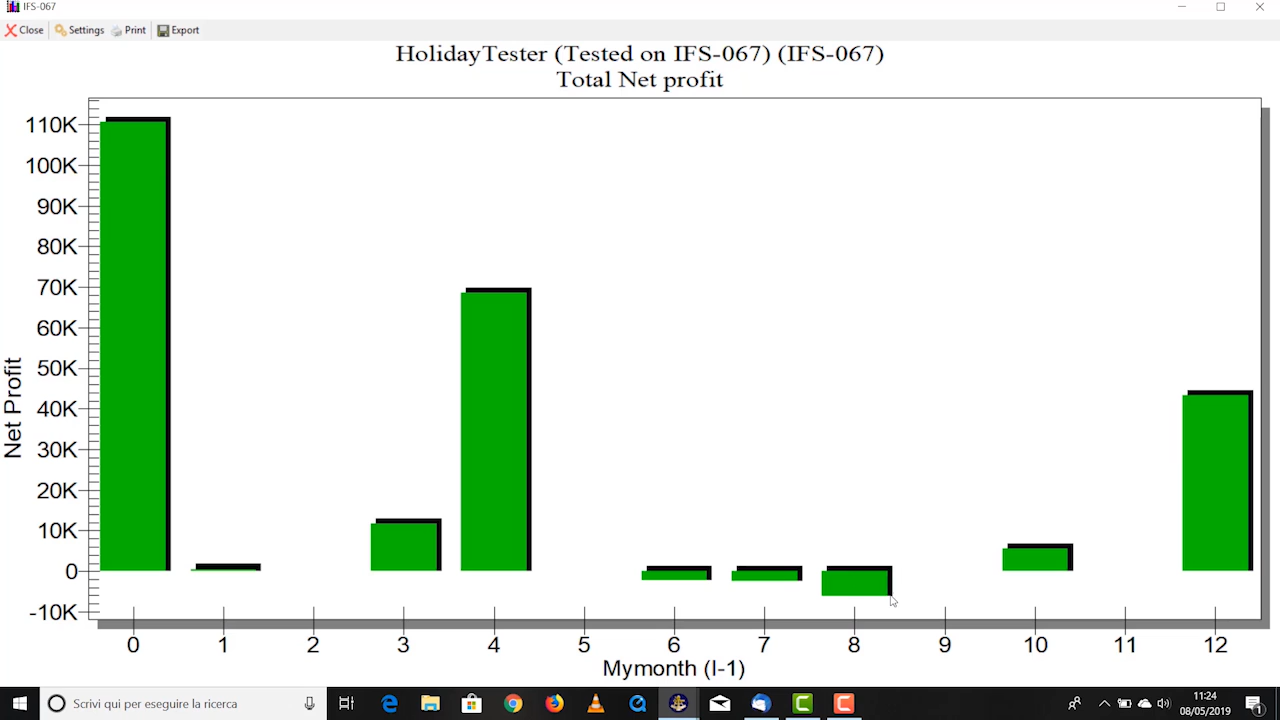 IFS-067
Close Settings Print Export
HolidayTester (Tested on IFS-067) (IFS-067)
Total Net profit
110K
100K
90K
80K
70K
60K
50K
40K
30K
20K
10K
0
-10K
Net Profit
0 1 2 3 4 5 6 7 8 9 10 11 12
Mymonth (I-1)
Scrivi qui per eseguire la ricerca
11:24
08/05/2019
1